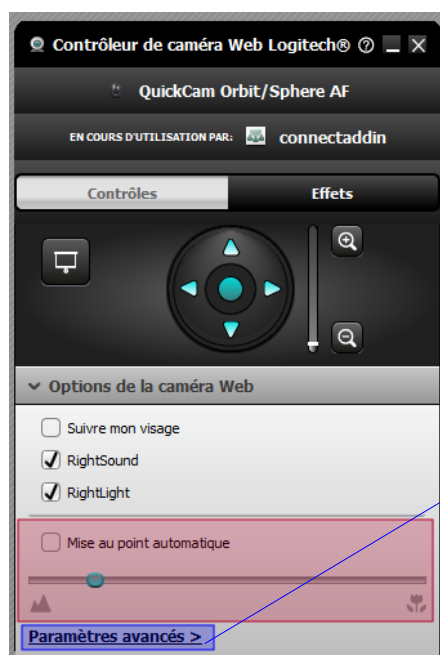 Contrôleur de caméra Web Logitech®
QuickCam Orbit/Sphere AF
EN COURS D'UTILISATION PAR: connectaddin
Contrôles Effets
Options de la caméra Web
Suivre mon visage
RightSound
RightLight
Mise au point automatique
Paramètres avancés >